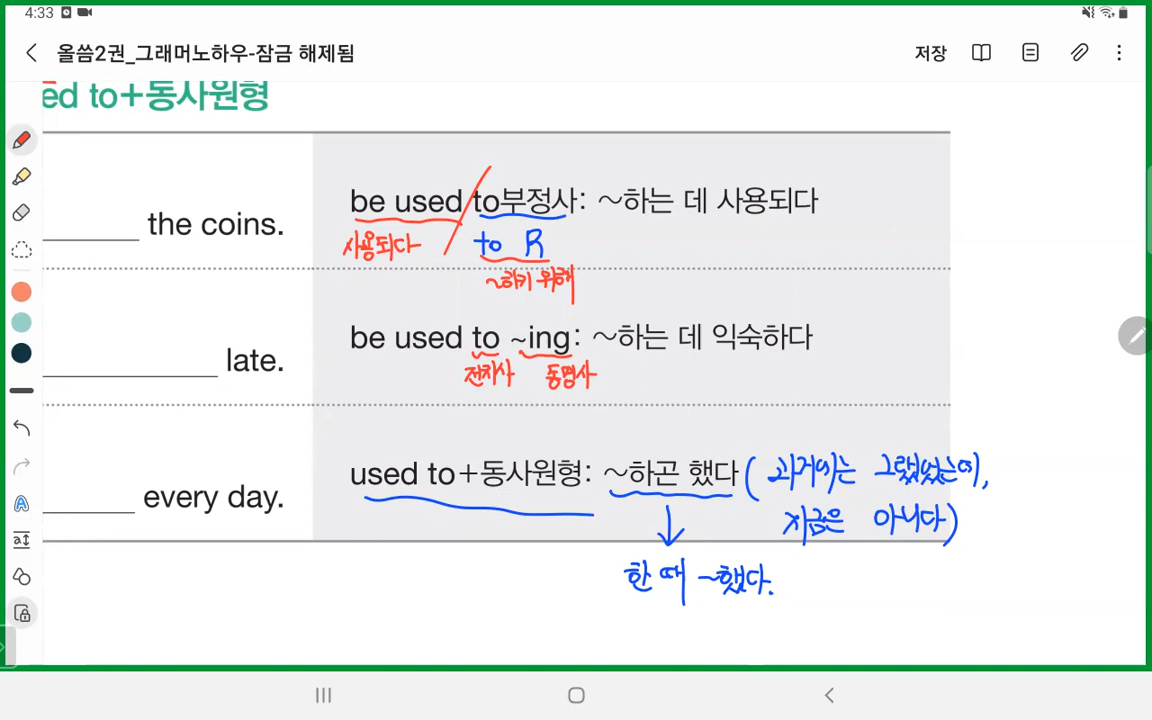 4:33
올씀2권_그래머노하우-잠금 해제됨
저장
ed to+동사원형
the coins.
be used to부정사: ~하는 데 사용되다
사용되다
to R
~하기 위해
late.
be used to ~ing: ~하는 데 익숙하다
전치사
동명사
every day.
used to+동사원형: ~하곤 했다 ( 과거에는 그랬었는데,
지금은 아니다)
한 때 ~했다.